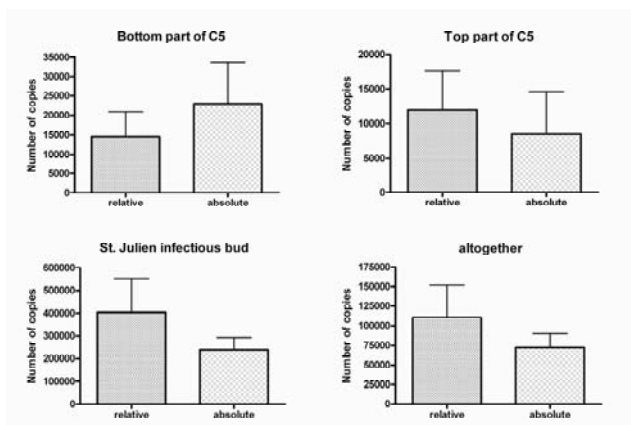 Bottom part of C5
Number of copies
35000
30000
25000
20000
15000
10000
5000
0
relative absolute
Top part of C5
Number of copies
20000
15000
10000
5000
0
relative absolute
St. Julien infectious bud
Number of copies
600000
500000
400000
300000
200000
100000
0
relative absolute
altogether
Number of copies
175000
150000
125000
100000
75000
50000
25000
0
relative absolute